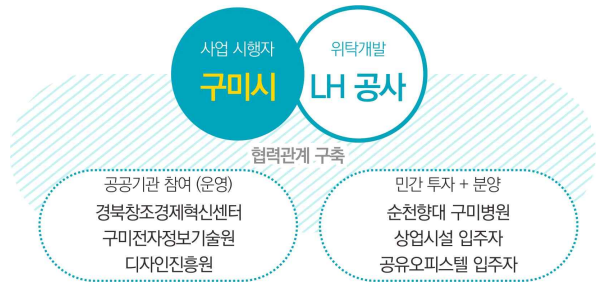 사업 시행자
구미시
위탁개발
LH 공사
협력관계 구축
공공기관 참여 (운영)
경북창조경제혁신센터
구미전자정보기술원
디자인진흥원
민간 투자 + 분양
순천향대 구미병원
상업시설 입주자
공유오피스텔 입주자